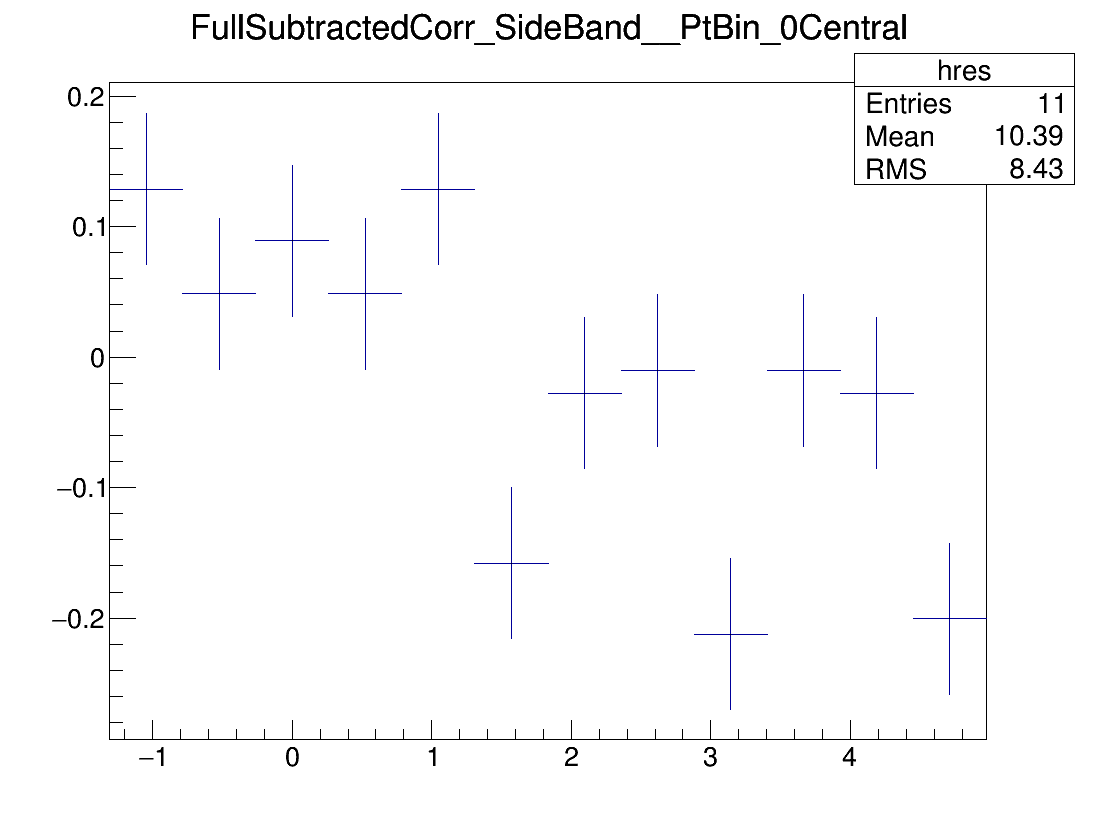 FullSubtractedCorr_SideBand__PtBin_0Central
hres
Entries 11
Mean 10.39
RMS 8.43
0.2
0.1
0
−0.1
−0.2
−1 0 1 2 3 4